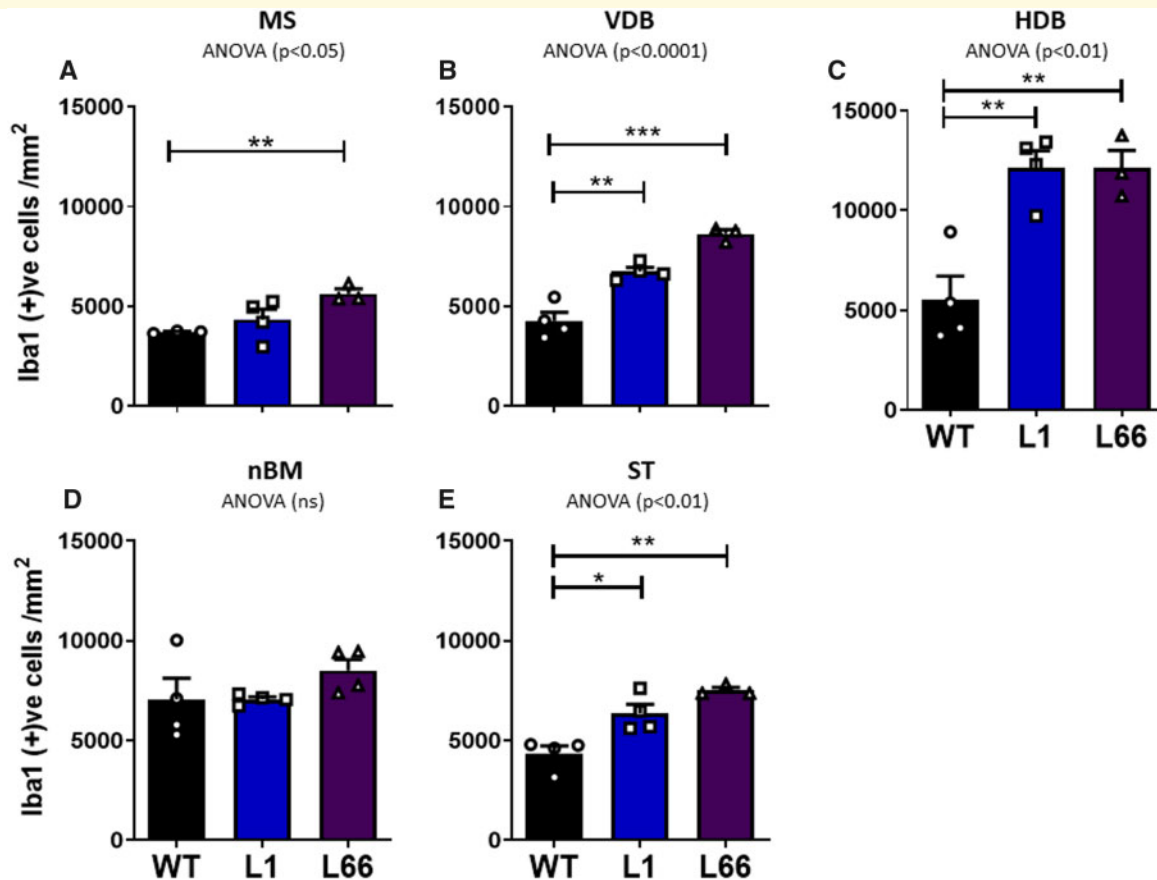 MS
ANOVA (p<0.05)
A
15000
10000
5000
0
Iba1 (+)ve cells /mm²
**
VDB
ANOVA (p<0.0001)
B
15000
10000
5000
0
***
**
HDB
ANOVA (p<0.01)
C
15000
10000
5000
0
**
**
WT L1 L66
nBM
ANOVA (ns)
D
15000
10000
5000
0
Iba1 (+)ve cells /mm²
WT L1 L66
ST
ANOVA (p<0.01)
E
15000
10000
5000
0
**
*
WT L1 L66